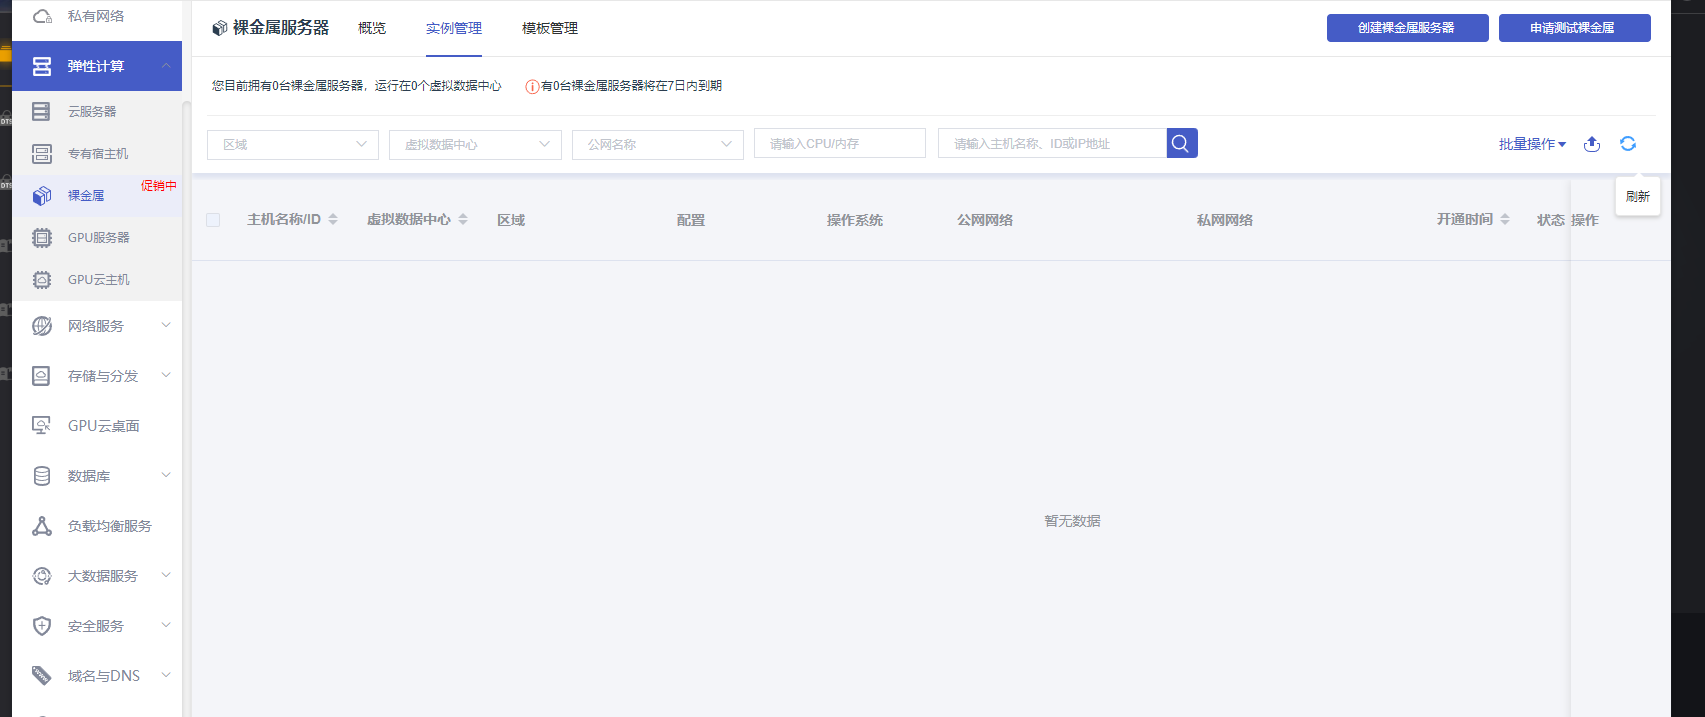 私有网络
弹性计算
云服务器
专有宿主机
裸金属
促销中
GPU服务器
GPU云主机
网络服务
存储与分发
GPU云桌面
数据库
负载均衡服务
大数据服务
安全服务
域名与DNS
裸金属服务器 概览 实例管理 模板管理 创建裸金属服务器 申请测试裸金属
您目前拥有0台裸金属服务器，运行在0个虚拟数据中心 有0台裸金属服务器将在7日内到期
区域 虚拟数据中心 公网名称 请输入CPU/内存 请输入主机名称、ID或IP地址 批量操作
刷新
主机名称/ID 虚拟数据中心 区域 配置 操作系统 公网网络 私网网络 开通时间 状态 操作
暂无数据